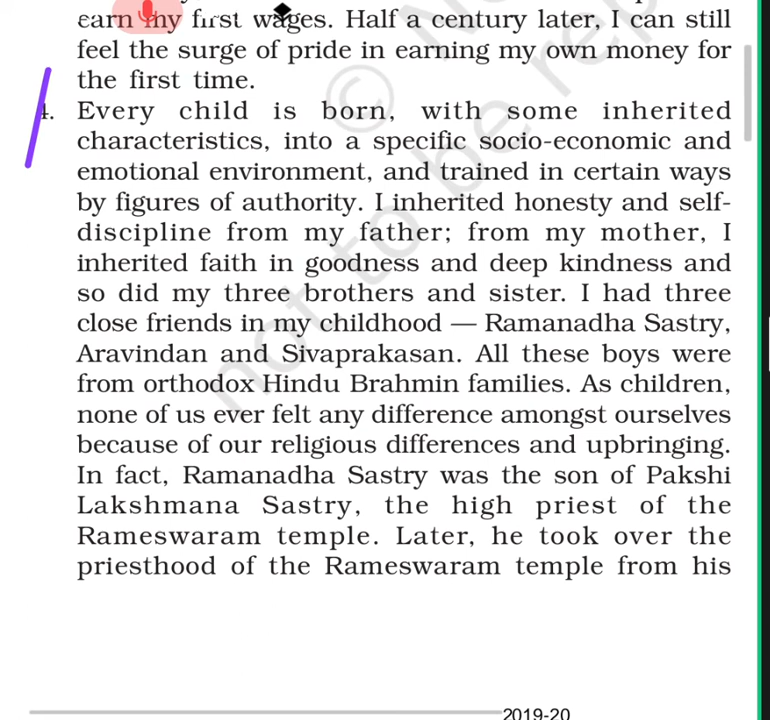 earn my first wages. Half a century later, I can still
feel the surge of pride in earning my own money for
the first time.
4. Every child is born, with some inherited
characteristics, into a specific socio-economic and
emotional environment, and trained in certain ways
by figures of authority. I inherited honesty and self-
discipline from my father; from my mother, I
inherited faith in goodness and deep kindness and
so did my three brothers and sister. I had three
close friends in my childhood — Ramanadha Sastry,
Aravindan and Sivaprakasan. All these boys were
from orthodox Hindu Brahmin families. As children,
none of us ever felt any difference amongst ourselves
because of our religious differences and upbringing.
In fact, Ramanadha Sastry was the son of Pakshi
Lakshmana Sastry, the high priest of the
Rameswaram temple. Later, he took over the
priesthood of the Rameswaram temple from his
2019-20
© N
not to be rep